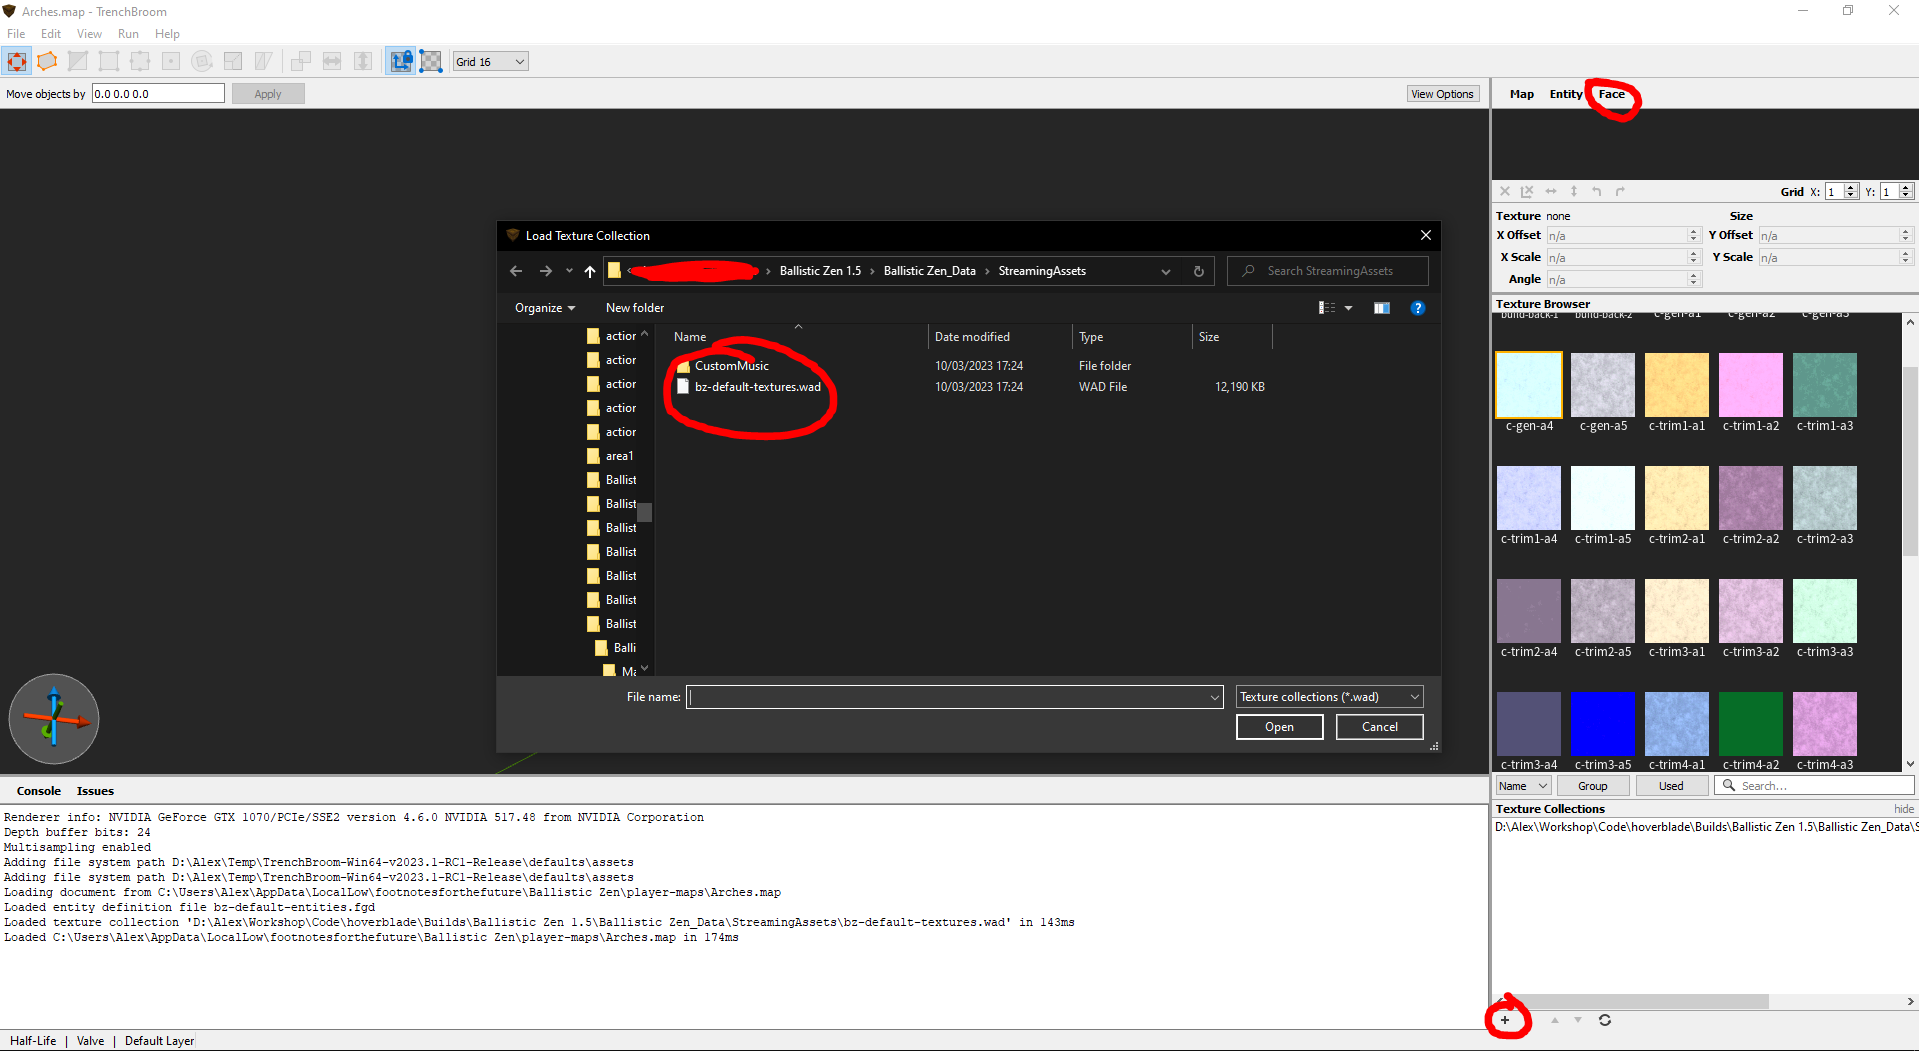 Arches.map - TrenchBroom
File Edit View Run Help
Grid 16
Move objects by 0.0 0.0 0.0 Apply View Options
Map Entity Face
Grid X: 1 Y: 1
Texture none Size
X Offset n/a Y Offset n/a
X Scale n/a Y Scale n/a
Angle n/a
Texture Browser
build-back-1 build-back-2 c-gen-a1 c-gen-a2 c-gen-a3
c-gen-a4 c-gen-a5 c-trim1-a1 c-trim1-a2 c-trim1-a3
c-trim1-a4 c-trim1-a5 c-trim2-a1 c-trim2-a2 c-trim2-a3
c-trim2-a4 c-trim2-a5 c-trim3-a1 c-trim3-a2 c-trim3-a3
c-trim3-a4 c-trim3-a5 c-trim4-a1 c-trim4-a2 c-trim4-a3
Name Group Used Search...
Texture Collections hide
D:\Alex\Workshop\Code\hoverblade\Builds\Ballistic Zen 1.5\Ballistic Zen_Data\S
Load Texture Collection
« › Ballistic Zen 1.5 › Ballistic Zen_Data › StreamingAssets Search StreamingAssets
Organize New folder
Name Date modified Type Size
CustomMusic 10/03/2023 17:24 File folder
bz-default-textures.wad 10/03/2023 17:24 WAD File 12,190 KB
action
action
action
action
action
area1
Ballist
Ballist
Ballist
Ballist
Ballist
Ballist
Ballist
Balli
Ma
File name: Texture collections (*.wad)
Open Cancel
Console Issues
Renderer info: NVIDIA GeForce GTX 1070/PCIe/SSE2 version 4.6.0 NVIDIA 517.48 from NVIDIA Corporation
Depth buffer bits: 24
Multisampling enabled
Adding file system path D:\Alex\Temp\TrenchBroom-Win64-v2023.1-RC1-Release\defaults\assets
Adding file system path D:\Alex\Temp\TrenchBroom-Win64-v2023.1-RC1-Release\defaults\assets
Loading document from C:\Users\Alex\AppData\LocalLow\footnotesforthefuture\Ballistic Zen\player-maps\Arches.map
Loaded entity definition file bz-default-entities.fgd
Loaded texture collection 'D:\Alex\Workshop\Code\hoverblade\Builds\Ballistic Zen 1.5\Ballistic Zen_Data\StreamingAssets\bz-default-textures.wad' in 143ms
Loaded C:\Users\Alex\AppData\LocalLow\footnotesforthefuture\Ballistic Zen\player-maps\Arches.map in 174ms
Half-Life | Valve | Default Layer